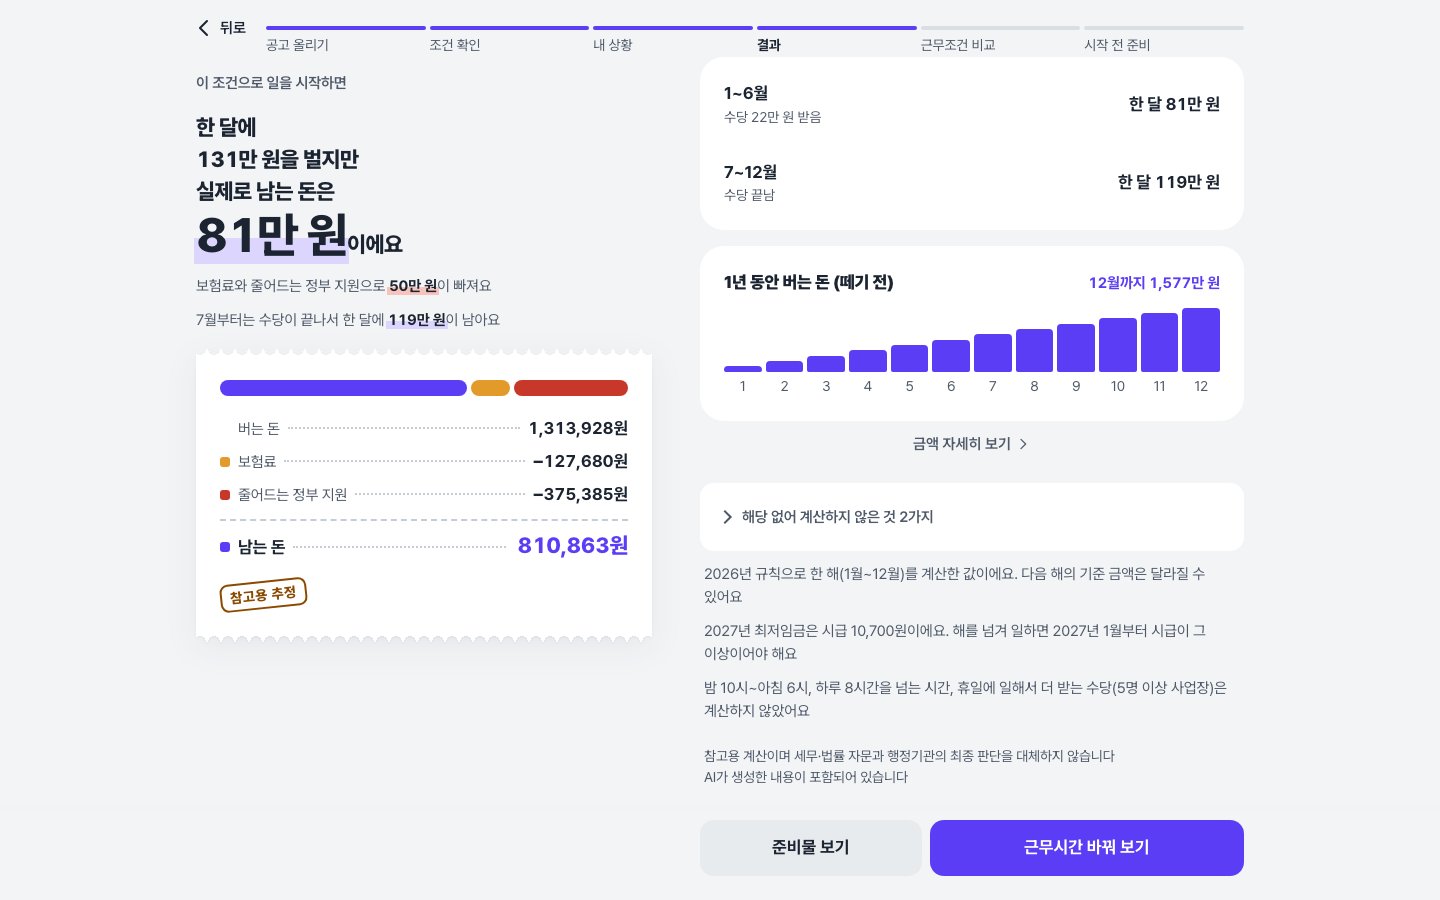 뒤로
공고 올리기
조건 확인
내 상황
결과
근무조건 비교
시작 전 준비
이 조건으로 일을 시작하면
한 달에
131만 원을 벌지만
실제로 남는 돈은
81만 원이에요
보험료와 줄어드는 정부 지원으로 50만 원이 빠져요
7월부터는 수당이 끝나서 한 달에 119만 원이 남아요
버는 돈 1,313,928원
보험료 −127,680원
줄어드는 정부 지원 −375,385원
남는 돈 810,863원
참고용 추정
1~6월
수당 22만 원 받음
한 달 81만 원
7~12월
수당 끝남
한 달 119만 원
1년 동안 버는 돈 (떼기 전)
12월까지 1,577만 원
1 2 3 4 5 6 7 8 9 10 11 12
금액 자세히 보기
해당 없어 계산하지 않은 것 2가지
2026년 규칙으로 한 해(1월~12월)를 계산한 값이에요. 다음 해의 기준 금액은 달라질 수
있어요
2027년 최저임금은 시급 10,700원이에요. 해를 넘겨 일하면 2027년 1월부터 시급이 그
이상이어야 해요
밤 10시~아침 6시, 하루 8시간을 넘는 시간, 휴일에 일해서 더 받는 수당(5명 이상 사업장)은
계산하지 않았어요
참고용 계산이며 세무·법률 자문과 행정기관의 최종 판단을 대체하지 않습니다
AI가 생성한 내용이 포함되어 있습니다
준비물 보기
근무시간 바꿔 보기